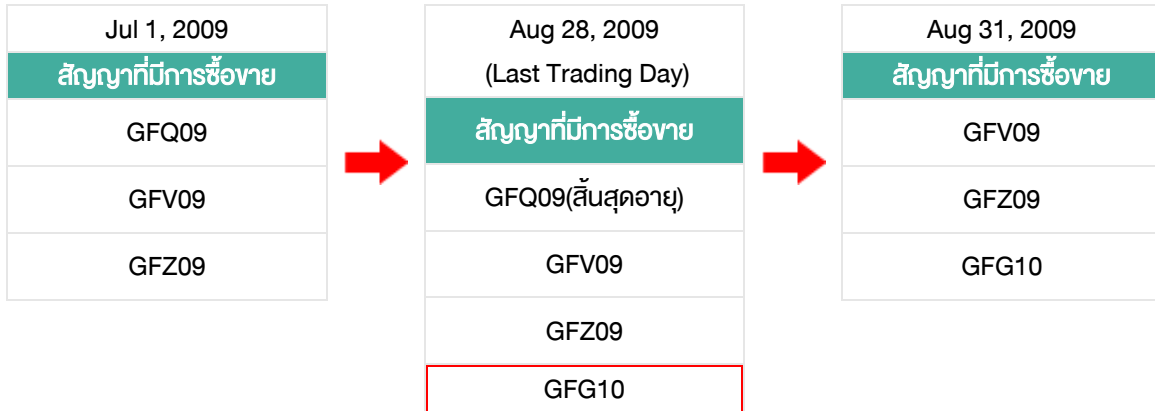 Jul 1, 2009
สัญญาที่มีการซื้อขาย
GFQ09
GFV09
GFZ09
Aug 28, 2009
(Last Trading Day)
สัญญาที่มีการซื้อขาย
GFQ09(สิ้นสุดอายุ)
GFV09
GFZ09
GFG10
Aug 31, 2009
สัญญาที่มีการซื้อขาย
GFV09
GFZ09
GFG10